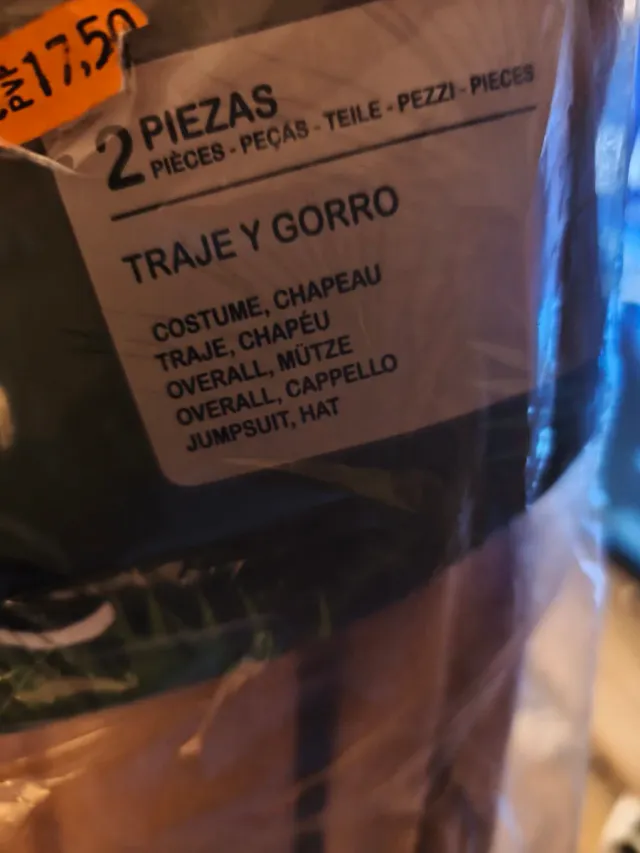 PVP 17,50
2 PIEZAS
PIÈCES - PEÇAS - TEILE - PEZZI - PIECES
TRAJE Y GORRO
COSTUME, CHAPEAU
TRAJE, CHAPÉU
OVERALL, MÜTZE
OVERALL, CAPPELLO
JUMPSUIT, HAT